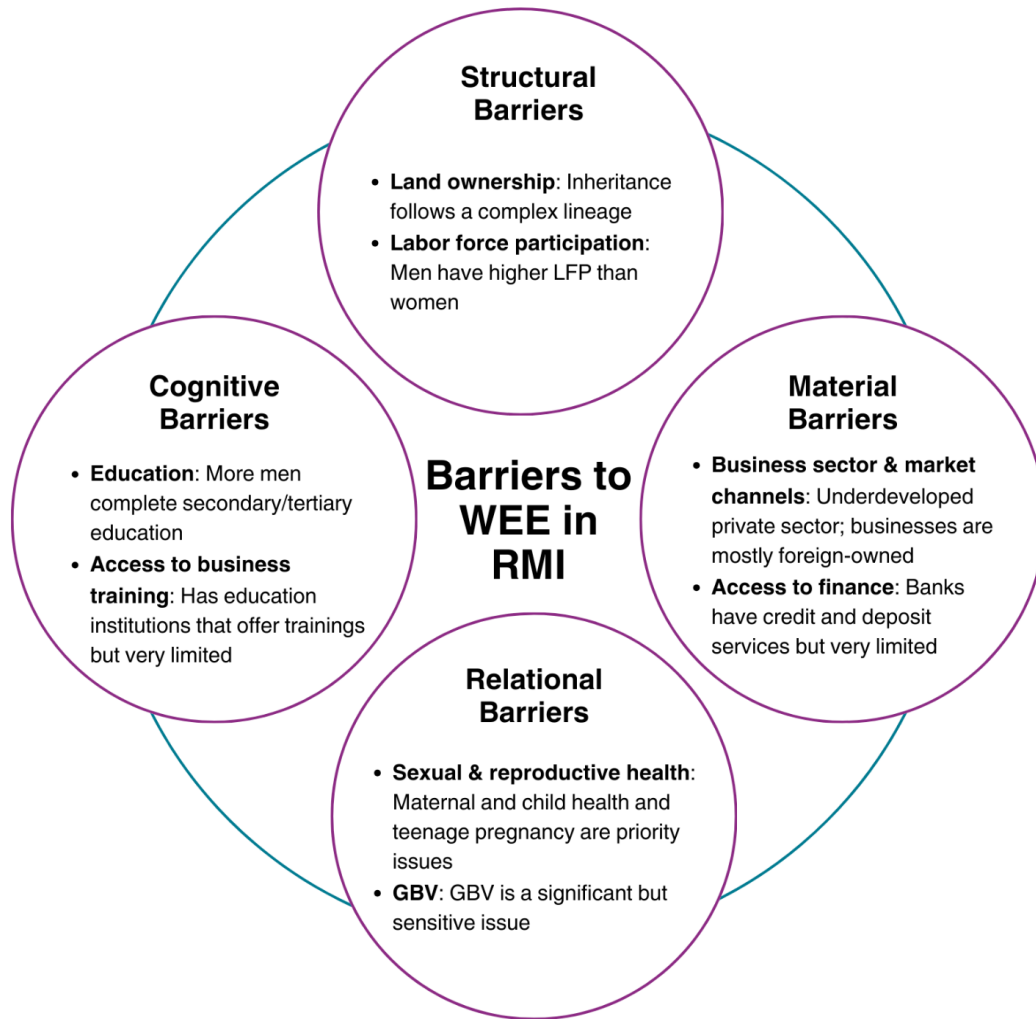 Structural
Barriers
• Land ownership: Inheritance
follows a complex lineage
• Labor force participation:
Men have higher LFP than
women
Cognitive
Barriers
• Education: More men
complete secondary/tertiary
education
• Access to business
training: Has education
institutions that offer trainings
but very limited
Barriers to
WEE in
RMI
Material
Barriers
• Business sector & market
channels: Underdeveloped
private sector; businesses are
mostly foreign-owned
• Access to finance: Banks
have credit and deposit
services but very limited
Relational
Barriers
• Sexual & reproductive health:
Maternal and child health and
teenage pregnancy are priority
issues
• GBV: GBV is a significant but
sensitive issue